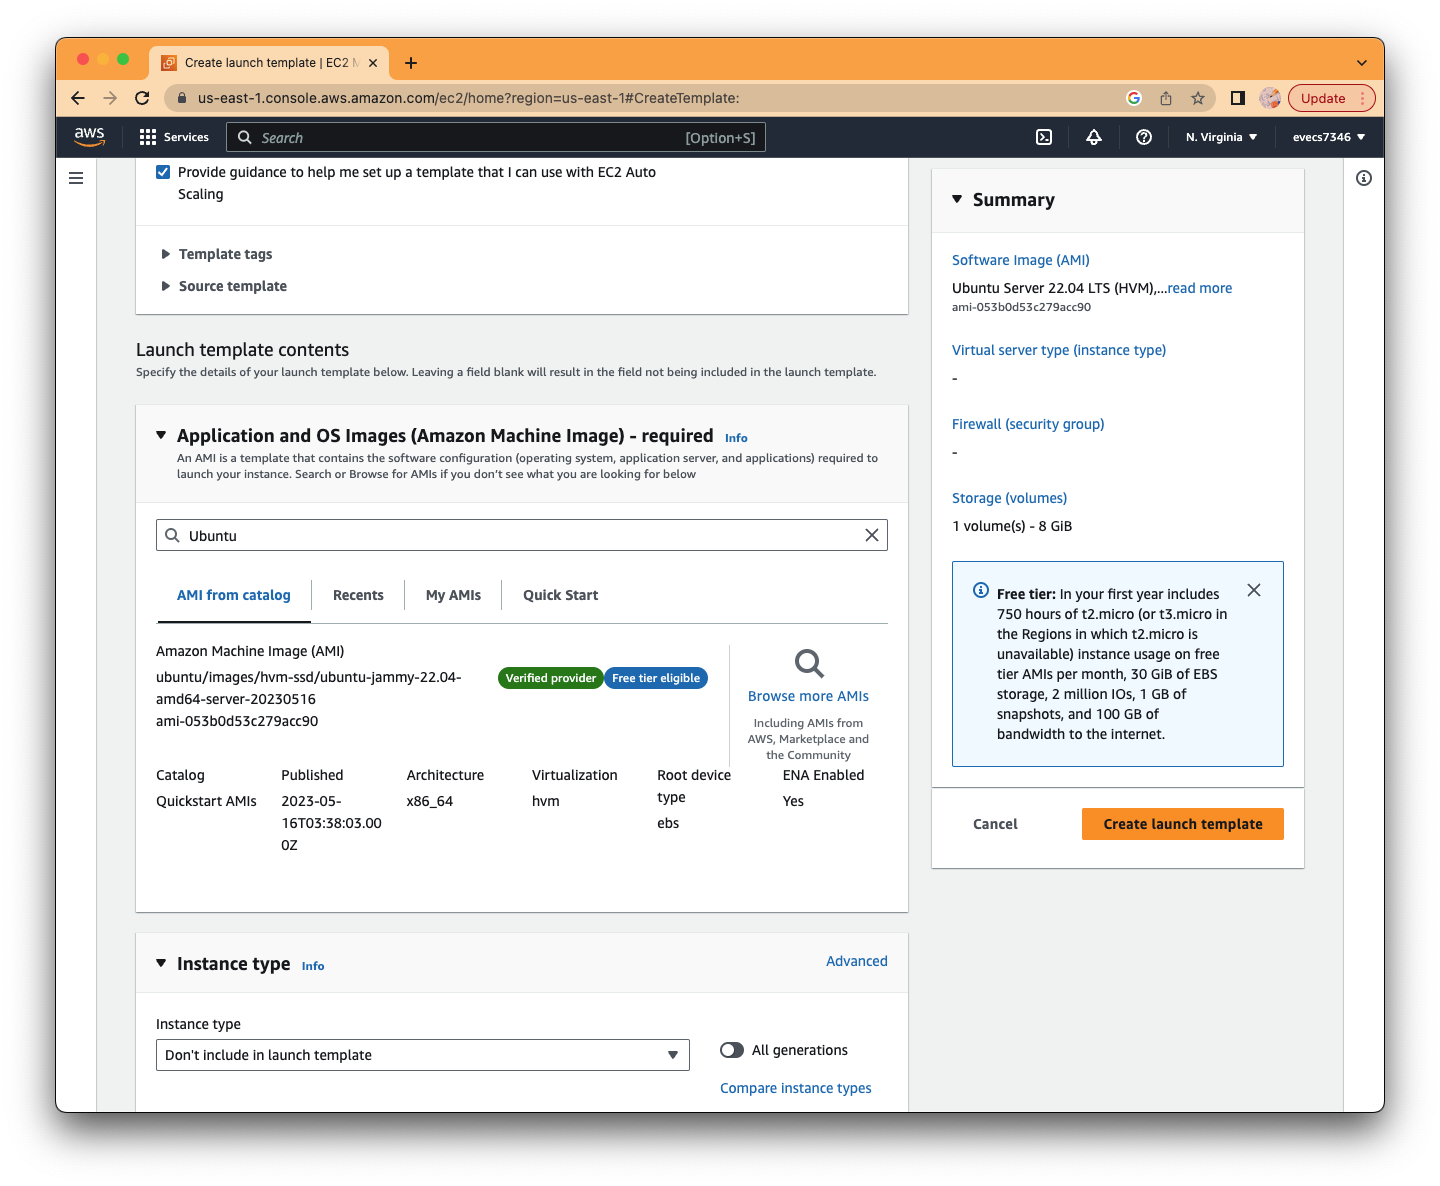 Create launch template | EC2 M
us-east-1.console.aws.amazon.com/ec2/home?region=us-east-1#CreateTemplate:
Update
aws
Services
Search
[Option+S]
N. Virginia
evecs7346
Provide guidance to help me set up a template that I can use with EC2 Auto
Scaling
Template tags
Source template
Launch template contents
Specify the details of your launch template below. Leaving a field blank will result in the field not being included in the launch template.
Application and OS Images (Amazon Machine Image) - required Info
An AMI is a template that contains the software configuration (operating system, application server, and applications) required to
launch your instance. Search or Browse for AMIs if you don’t see what you are looking for below
Ubuntu
AMI from catalog
Recents
My AMIs
Quick Start
Amazon Machine Image (AMI)
ubuntu/images/hvm-ssd/ubuntu-jammy-22.04-
amd64-server-20230516
ami-053b0d53c279acc90
Verified provider
Free tier eligible
Browse more AMIs
Including AMIs from
AWS, Marketplace and
the Community
Catalog
Quickstart AMIs
Published
2023-05-
16T03:38:03.00
0Z
Architecture
x86_64
Virtualization
hvm
Root device
type
ebs
ENA Enabled
Yes
Instance type Info
Advanced
Instance type
Don't include in launch template
All generations
Compare instance types
Summary
Software Image (AMI)
Ubuntu Server 22.04 LTS (HVM),...read more
ami-053b0d53c279acc90
Virtual server type (instance type)
-
Firewall (security group)
-
Storage (volumes)
1 volume(s) - 8 GiB
Free tier: In your first year includes
750 hours of t2.micro (or t3.micro in
the Regions in which t2.micro is
unavailable) instance usage on free
tier AMIs per month, 30 GiB of EBS
storage, 2 million IOs, 1 GB of
snapshots, and 100 GB of
bandwidth to the internet.
Cancel
Create launch template